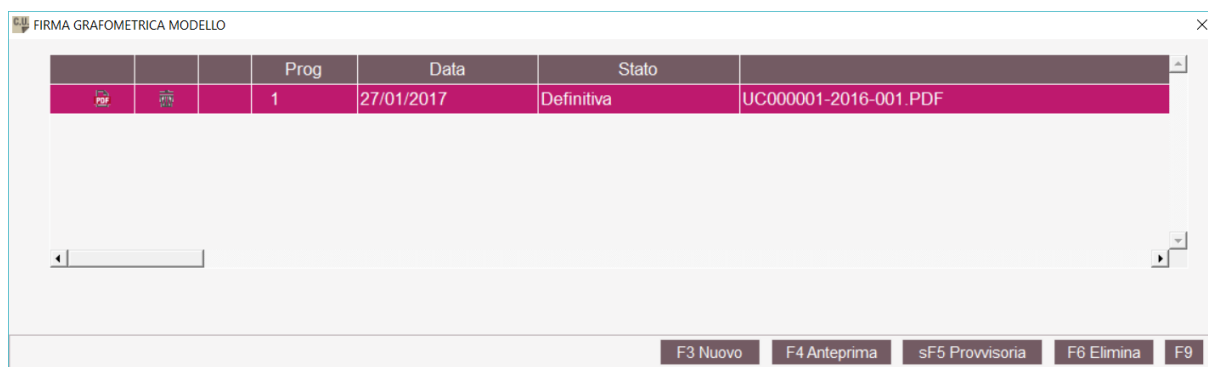 C.U. FIRMA GRAFOMETRICA MODELLO
Prog Data Stato
PDF 1 27/01/2017 Definitiva UC000001-2016-001.PDF
F3 Nuovo F4 Anteprima sF5 Provvisoria F6 Elimina F9